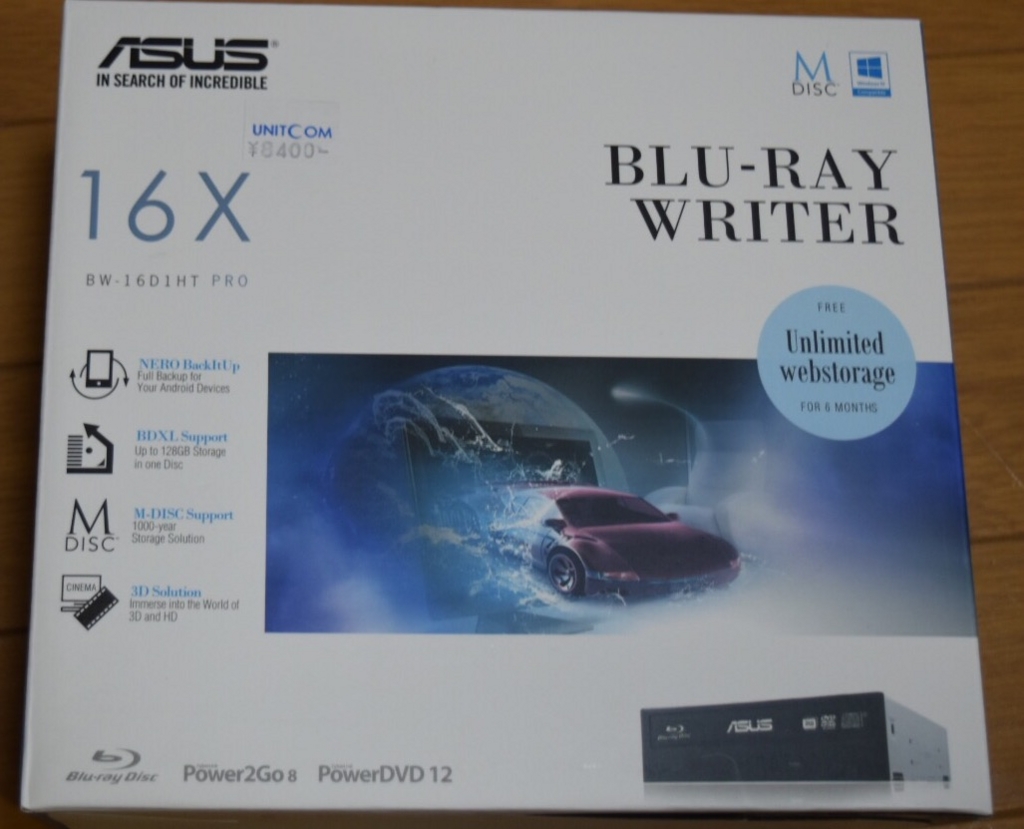 ASUS
IN SEARCH OF INCREDIBLE
M
DISC
UNITCOM
¥8400-
BLU-RAY
WRITER
16X
BW-16D1HT PRO
FREE
Unlimited
webstorage
FOR 6 MONTHS
NERO BackItUp
Full Backup for
Your Android Devices
BDXL Support
Up to 128GB Storage
in one Disc
M
DISC
M-DISC Support
1000-year
Storage Solution
CINEMA
3D Solution
Immerse into the World of
3D and HD
Blu-ray Disc
ASUS
Blu-ray Disc
Power2Go 8
PowerDVD 12